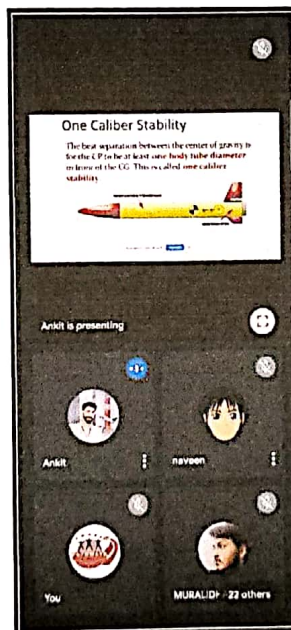 One Caliber Stability
The best separation between the center of gravity is
for the CP to be at least one body tube diameter
in front of the CG. This is called one caliber
stability
Ankit is presenting
Ankit
naveen
You
MURALIDH 22 others